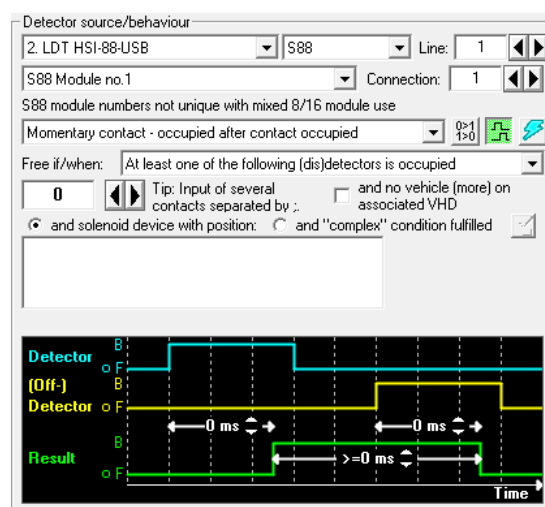 Detector source/behaviour
2. LDT HSI-88-USB S88 Line: 1
S88 Module no.1 Connection: 1
S88 module numbers not unique with mixed 8/16 module use
Momentary contact - occupied after contact occupied 0>1
1>0
Free if/when: At least one of the following (dis)detectors is occupied
0 Tip: Input of several contacts separated by ;. and no vehicle (more) on associated VHD
and solenoid device with position: and "complex" condition fulfilled
B
Detector
o F
(Off-) B
Detector o F
0 ms 0 ms
B
Result >=0 ms
o F
Time